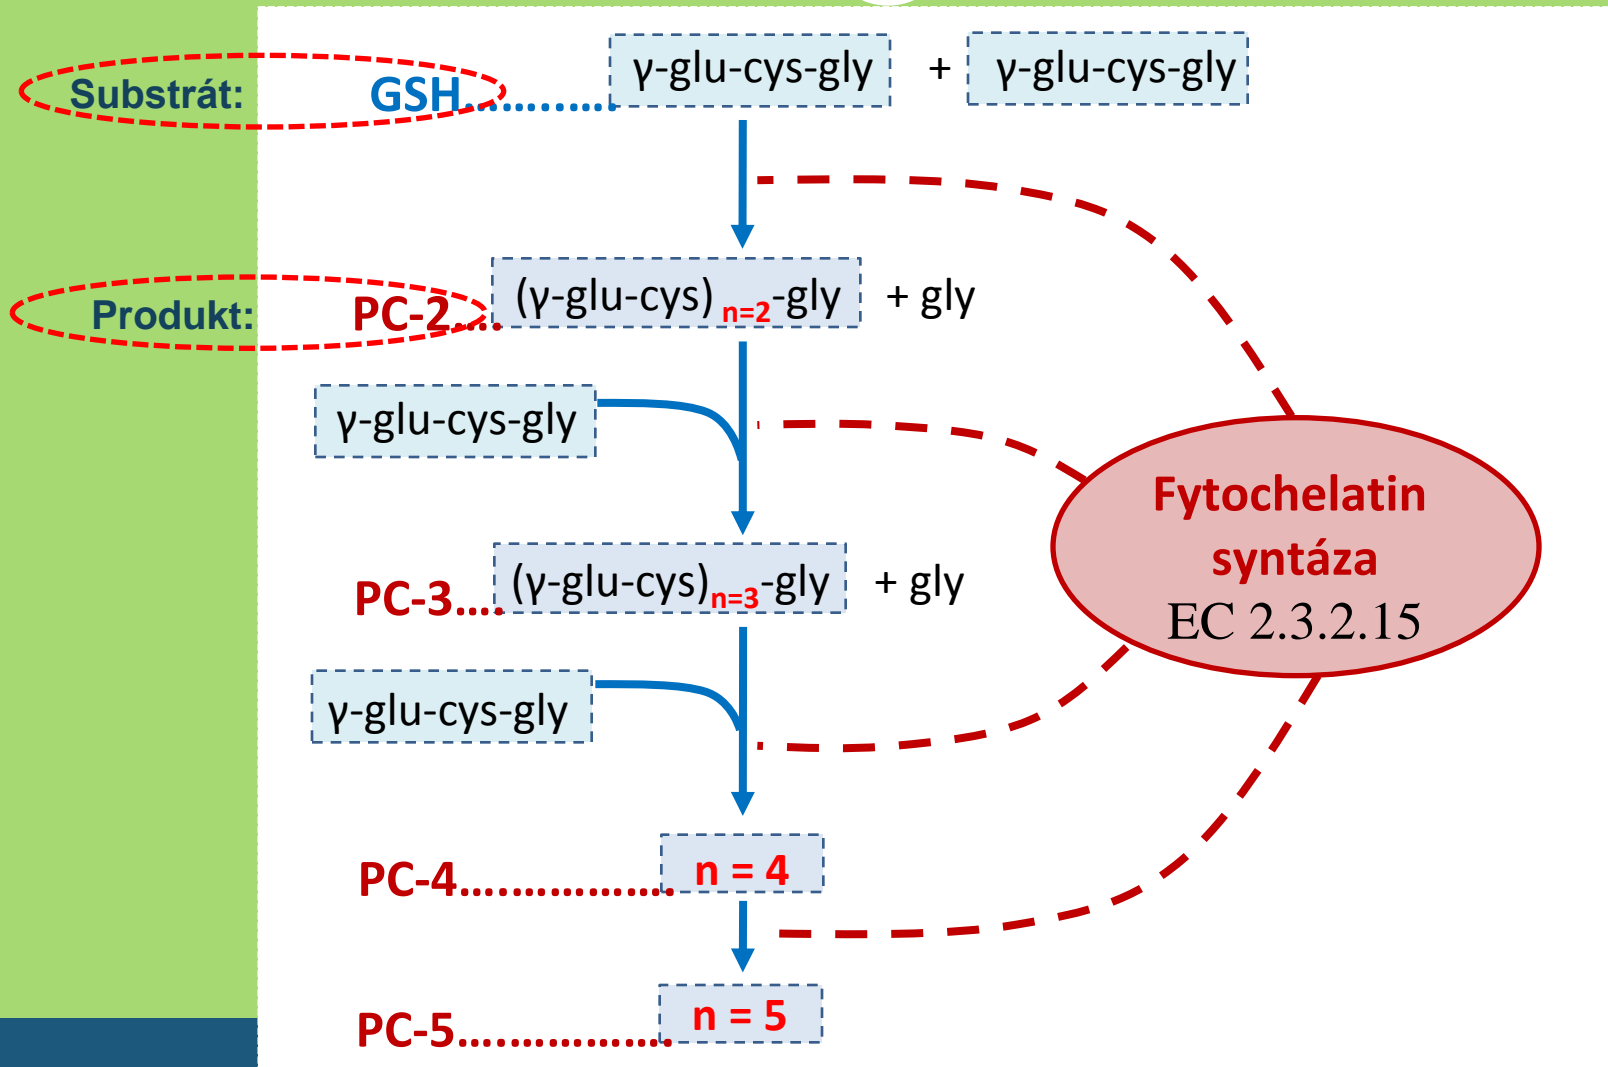 Substrát: GSH............. γ-glu-cys-gly + γ-glu-cys-gly
Produkt: PC-2.... (γ-glu-cys) n=2-gly + gly
γ-glu-cys-gly
Fytochelatin
syntáza
EC 2.3.2.15
PC-3.... (γ-glu-cys)n=3-gly + gly
γ-glu-cys-gly
PC-4.................. n = 4
PC-5.................. n = 5